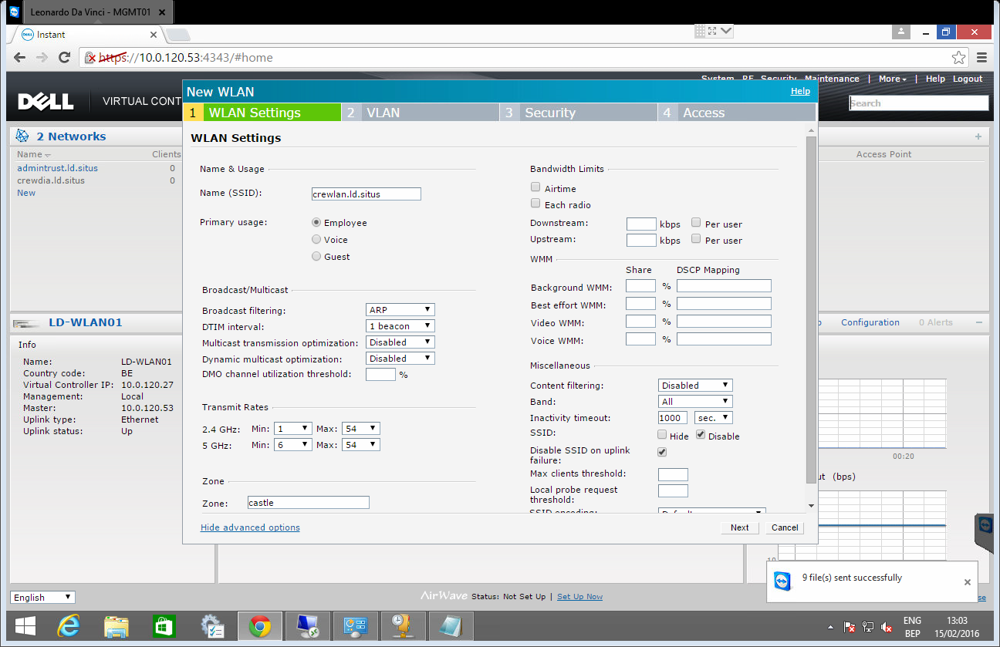 Leonardo Da Vinci - MGMT01 ×
DELL Instant ×
https://10.0.120.53:4343/#home
System RF Security Maintenance | More | Help Logout
DELL VIRTUAL CONT
Search
New WLAN Help
1 WLAN Settings 2 VLAN 3 Security 4 Access
2 Networks
Name Clients
admintrust.ld.situs 0
crewdia.ld.situs 0
New
Access Point
WLAN Settings
Name & Usage
Name (SSID): crewlan.ld.situs
Primary usage: Employee
Voice
Guest
Broadcast/Multicast
Broadcast filtering: ARP
DTIM interval: 1 beacon
Multicast transmission optimization: Disabled
Dynamic multicast optimization: Disabled
DMO channel utilization threshold: %
Transmit Rates
2.4 GHz: Min: 1 Max: 54
5 GHz: Min: 6 Max: 54
Zone
Zone: castle
Bandwidth Limits
Airtime
Each radio
Downstream: kbps Per user
Upstream: kbps Per user
WMM
Share DSCP Mapping
Background WMM: %
Best effort WMM: %
Video WMM: %
Voice WMM: %
Miscellaneous
Content filtering: Disabled
Band: All
Inactivity timeout: 1000 sec.
SSID: Hide Disable
Disable SSID on uplink
failure:
Max clients threshold:
Local probe request
threshold:
SSID encoding: Default
Hide advanced options Next Cancel
LD-WLAN01
Info
Name: LD-WLAN01
Country code: BE
Virtual Controller IP: 10.0.120.27
Management: Local
Master: 10.0.120.53
Uplink type: Ethernet
Uplink status: Up
Configuration 0 Alerts
00:20
ut (bps)
10
9 file(s) sent successfully ×
English AirWave Status: Not Set Up | Set Up Now
ENG 13:03
BEP 15/02/2016